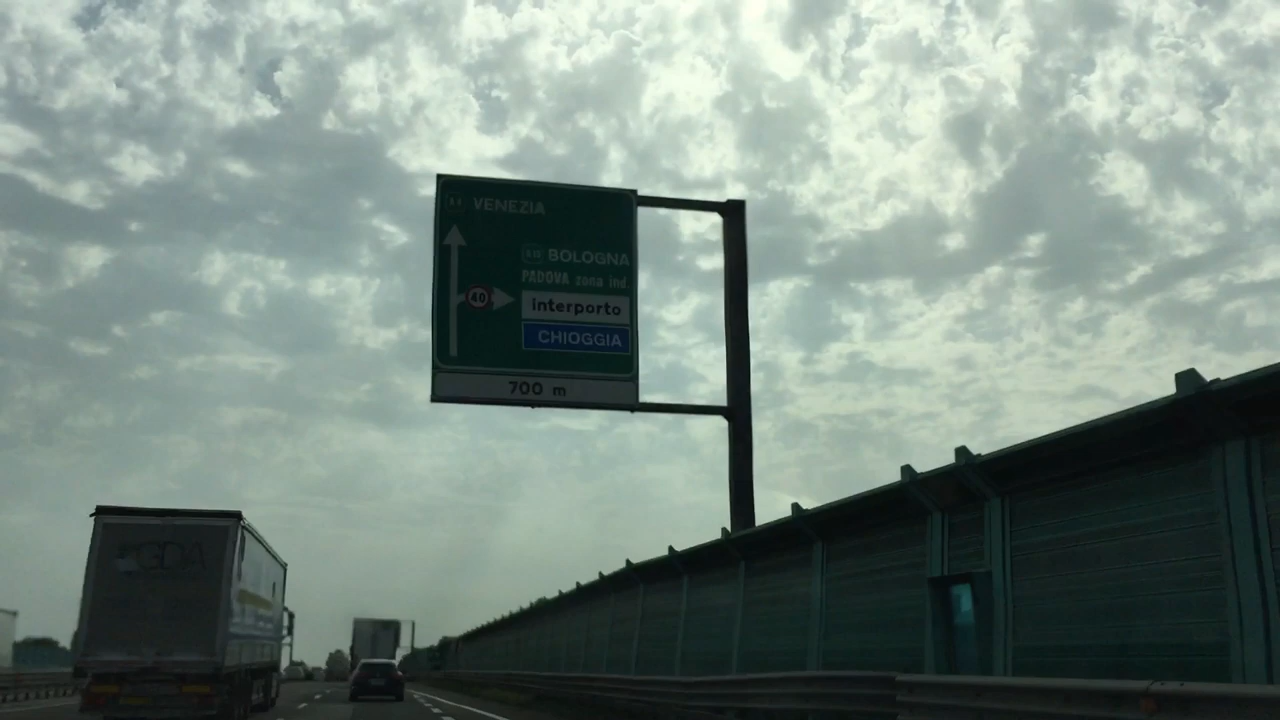 VENEZIA
BOLOGNA
PADOVA zona ind.
40
interporto
CHIOGGIA
700 m